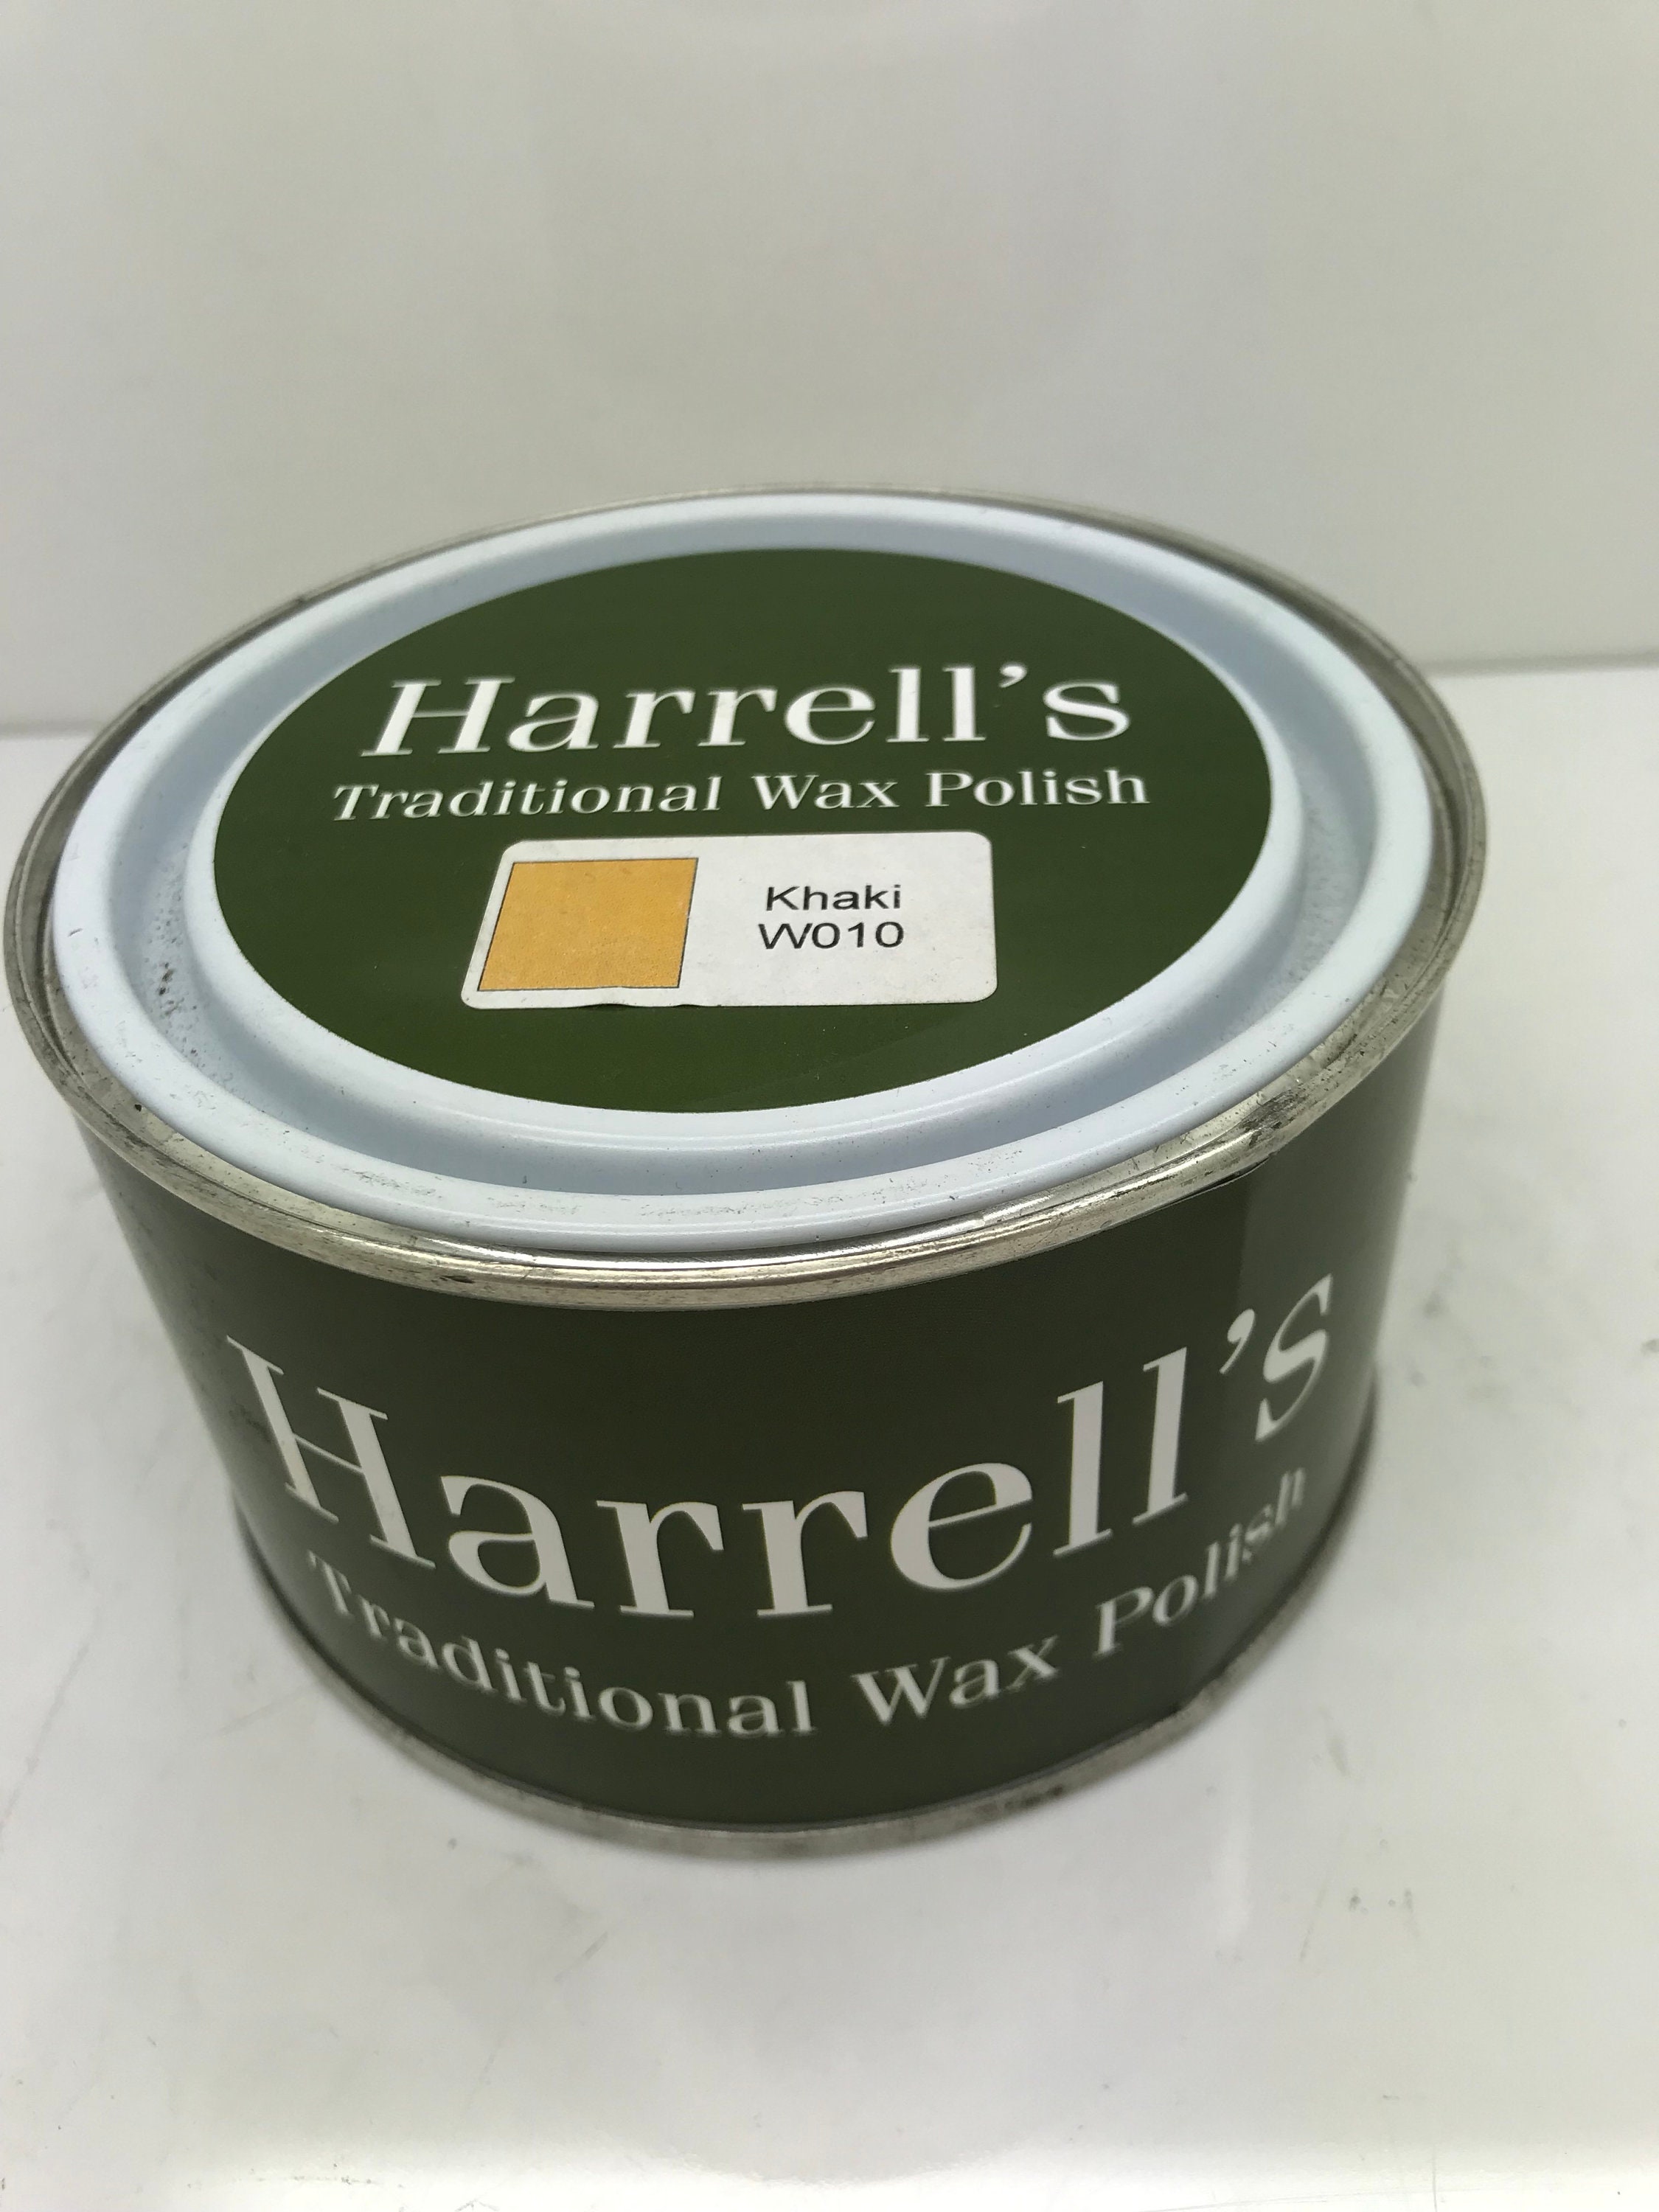 Harrell's
Traditional Wax Polish
Khaki
W010
Harrell's
Traditional Wax Polish